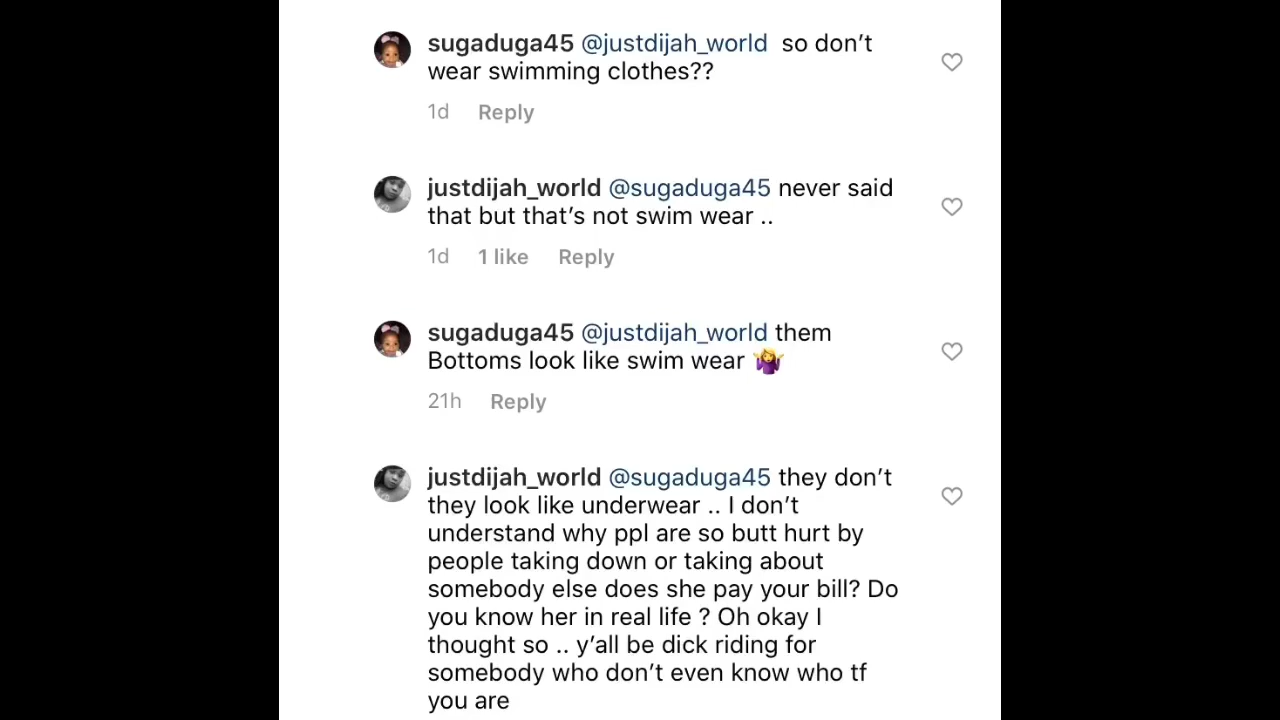 sugaduga45 @justdijah_world so don’t
wear swimming clothes??
1d Reply
justdijah_world @sugaduga45 never said
that but that’s not swim wear ..
1d 1 like Reply
sugaduga45 @justdijah_world them
Bottoms look like swim wear 🤷‍♀️
21h Reply
justdijah_world @sugaduga45 they don’t
they look like underwear .. I don’t
understand why ppl are so butt hurt by
people taking down or taking about
somebody else does she pay your bill? Do
you know her in real life ? Oh okay I
thought so .. y’all be dick riding for
somebody who don’t even know who tf
you are